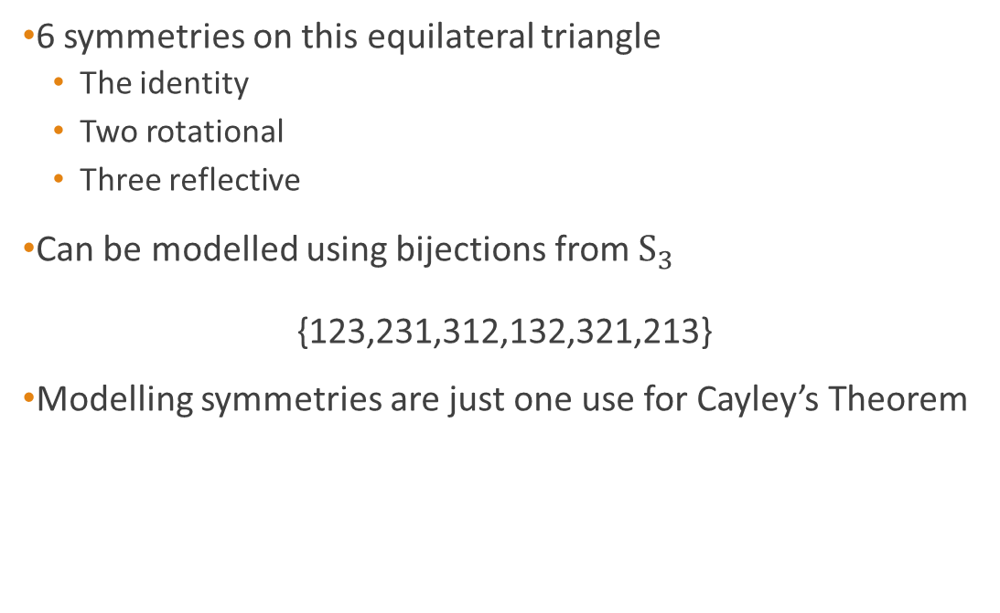 •6 symmetries on this equilateral triangle
• The identity
• Two rotational
• Three reflective
•Can be modelled using bijections from S₃
{123,231,312,132,321,213}
•Modelling symmetries are just one use for Cayley’s Theorem